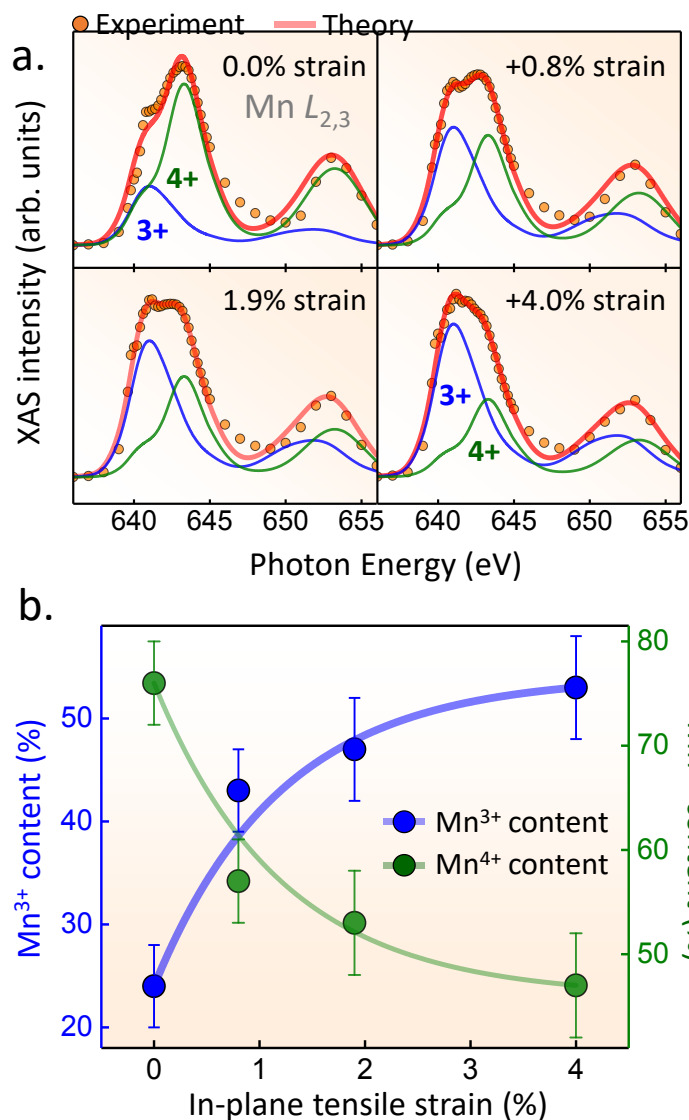 Experiment Theory
a.
0.0% strain
+0.8% strain
Mn L2,3
4+
3+
1.9% strain
+4.0% strain
3+
4+
XAS intensity (arb. units)
640 645 650 655 640 645 650 655
Photon Energy (eV)
b.
80
70
60
50
50
40
30
20
Mn³⁺ content (%)
Mn³⁺ content
Mn⁴⁺ content
0 1 2 3 4
In-plane tensile strain (%)